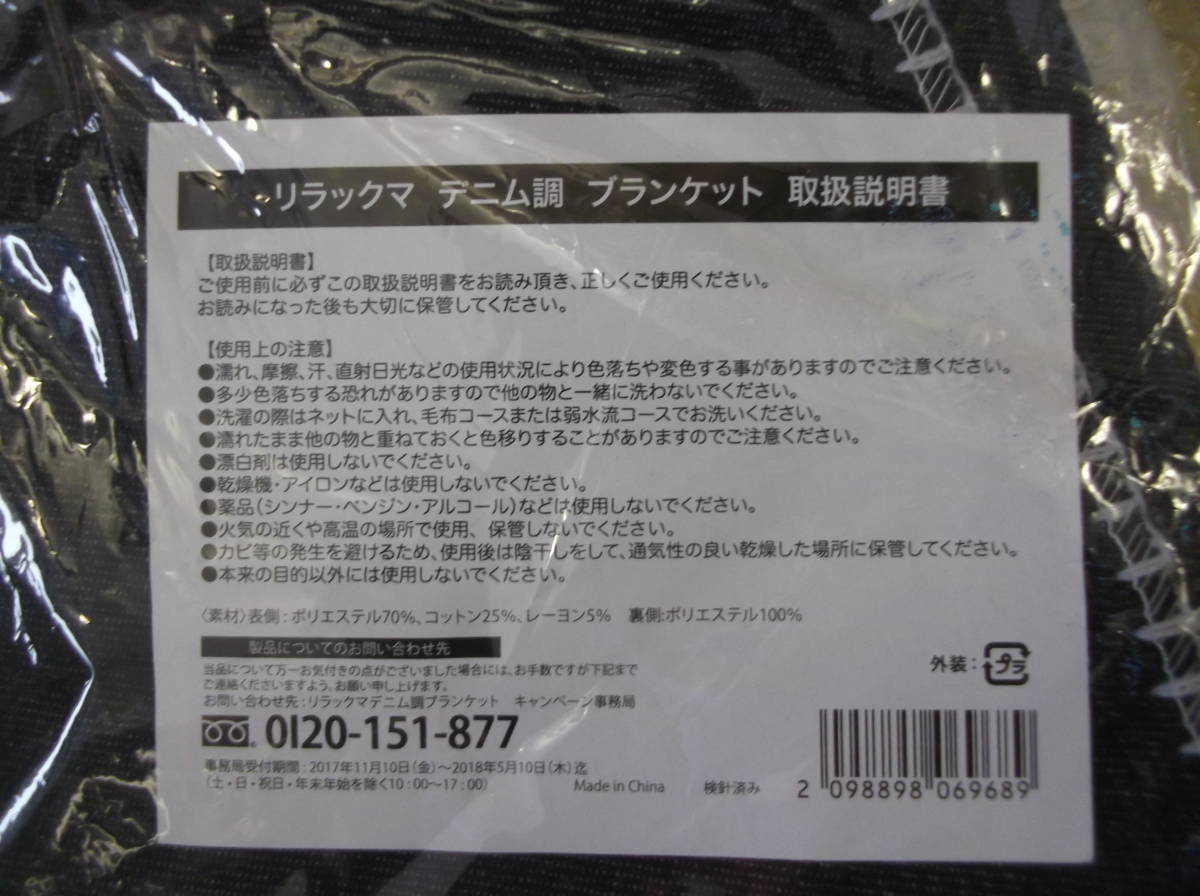 リラックマ デニム調 ブランケット 取扱説明書
【取扱説明書】
ご使用前に必ずこの取扱説明書をお読み頂き、正しくご使用ください。
お読みになった後も大切に保管してください。
【使用上の注意】
●濡れ、摩擦、汗、直射日光などの使用状況により色落ちや変色する事がありますのでご注意ください。
●多少色落ちする恐れがありますので他の物と一緒に洗わないでください。
●洗濯の際はネットに入れ、毛布コースまたは弱水流コースでお洗いください。
●濡れたまま他の物と重ねておくと色移りすることがありますのでご注意ください。
●漂白剤は使用しないでください。
●乾燥機・アイロンなどは使用しないでください。
●薬品(シンナー・ベンジン・アルコール)などは使用しないでください。
●火気の近くや高温の場所で使用、保管しないでください。
●カビ等の発生を避けるため、使用後は陰干しをして、通気性の良い乾燥した場所に保管してください。
●本来の目的以外には使用しないでください。
〈素材〉表側:ポリエステル70%、コットン25%、レーヨン5% 裏側:ポリエステル100%
製品についてのお問い合わせ先
当品について万一お気付きの点がございました場合には、お手数ですが下記まで
ご連絡くださいますよう、お願い申し上げます。
お問い合わせ先:リラックマデニム調ブランケット キャンペーン事務局
0120-151-877
事務局受付期間:2017年11月10日(金)〜2018年5月10日(木)迄
(土・日・祝日・年末年始を除く10:00〜17:00)
外装:プラ
Made in China 検針済み
2 098898 069689